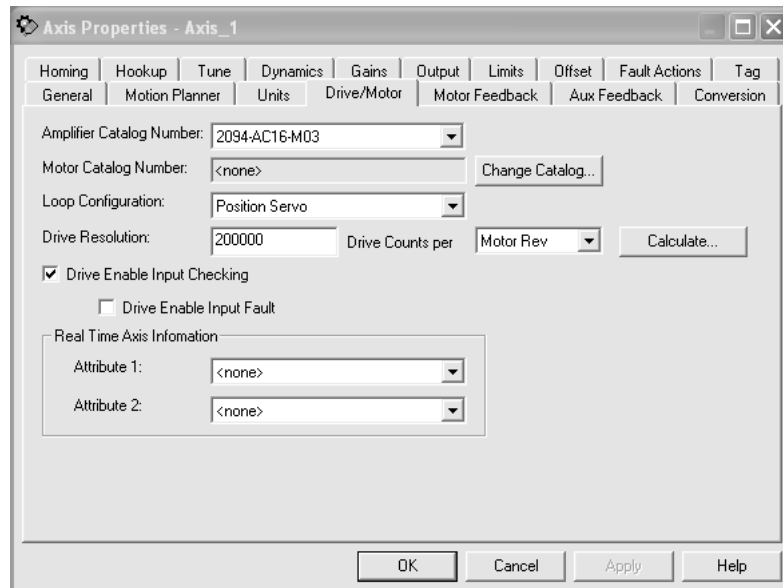 Axis Properties - Axis_1
Homing Hookup Tune Dynamics Gains Output Limits Offset Fault Actions Tag
General Motion Planner Units Drive/Motor Motor Feedback Aux Feedback Conversion
Amplifier Catalog Number: 2094-AC16-M03
Motor Catalog Number: <none> Change Catalog...
Loop Configuration: Position Servo
Drive Resolution: 200000 Drive Counts per Motor Rev Calculate...
Drive Enable Input Checking
Drive Enable Input Fault
Real Time Axis Infomation
Attribute 1: <none>
Attribute 2: <none>
OK Cancel Apply Help